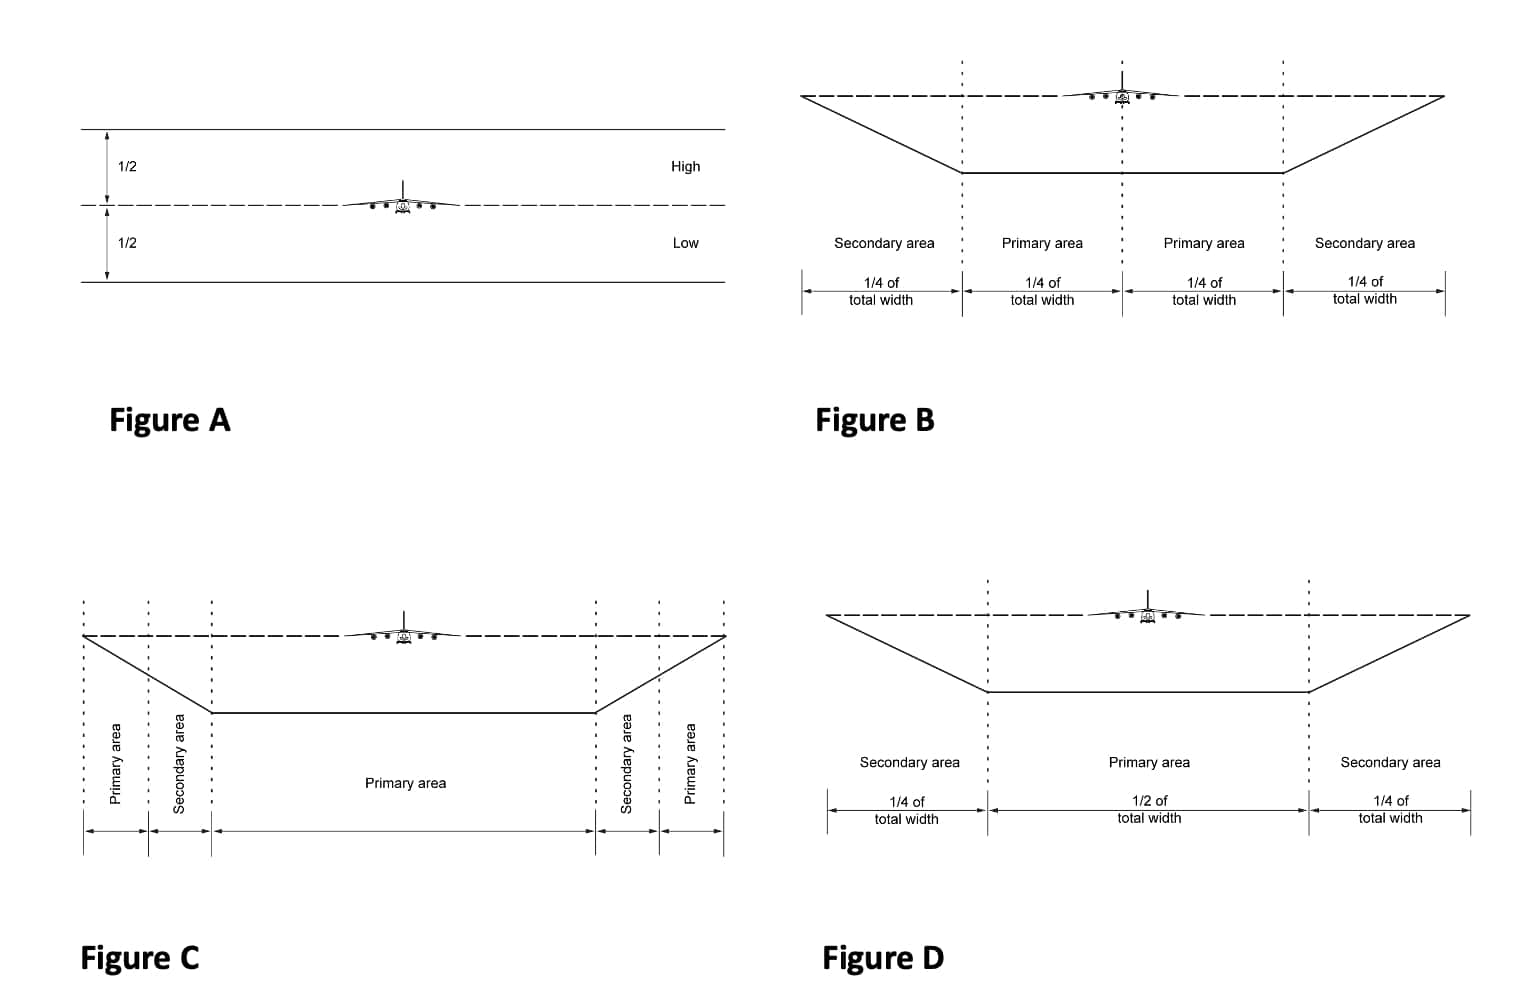 1/2
High
1/2
Low
Figure A
Secondary area
Primary area
Primary area
Secondary area
1/4 of
total width
1/4 of
total width
1/4 of
total width
1/4 of
total width
Figure B
Primary area
Secondary area
Primary area
Secondary area
Primary area
Figure C
Secondary area
Primary area
Secondary area
1/4 of
total width
1/2 of
total width
1/4 of
total width
Figure D